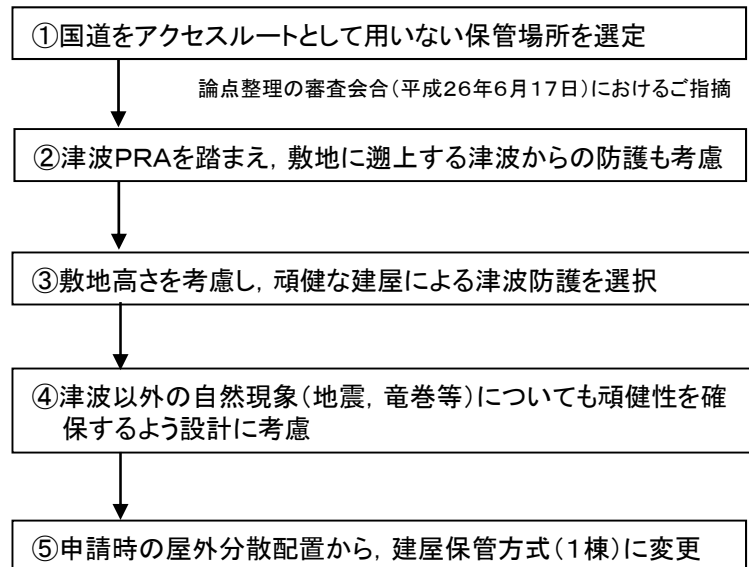 ①国道をアクセスルートとして用いない保管場所を選定
論点整理の審査会合(平成26年6月17日)におけるご指摘
②津波PRAを踏まえ，敷地に遡上する津波からの防護も考慮
③敷地高さを考慮し，頑健な建屋による津波防護を選択
④津波以外の自然現象（地震，竜巻等）についても頑健性を確
保するよう設計に考慮
⑤申請時の屋外分散配置から，建屋保管方式（1棟）に変更